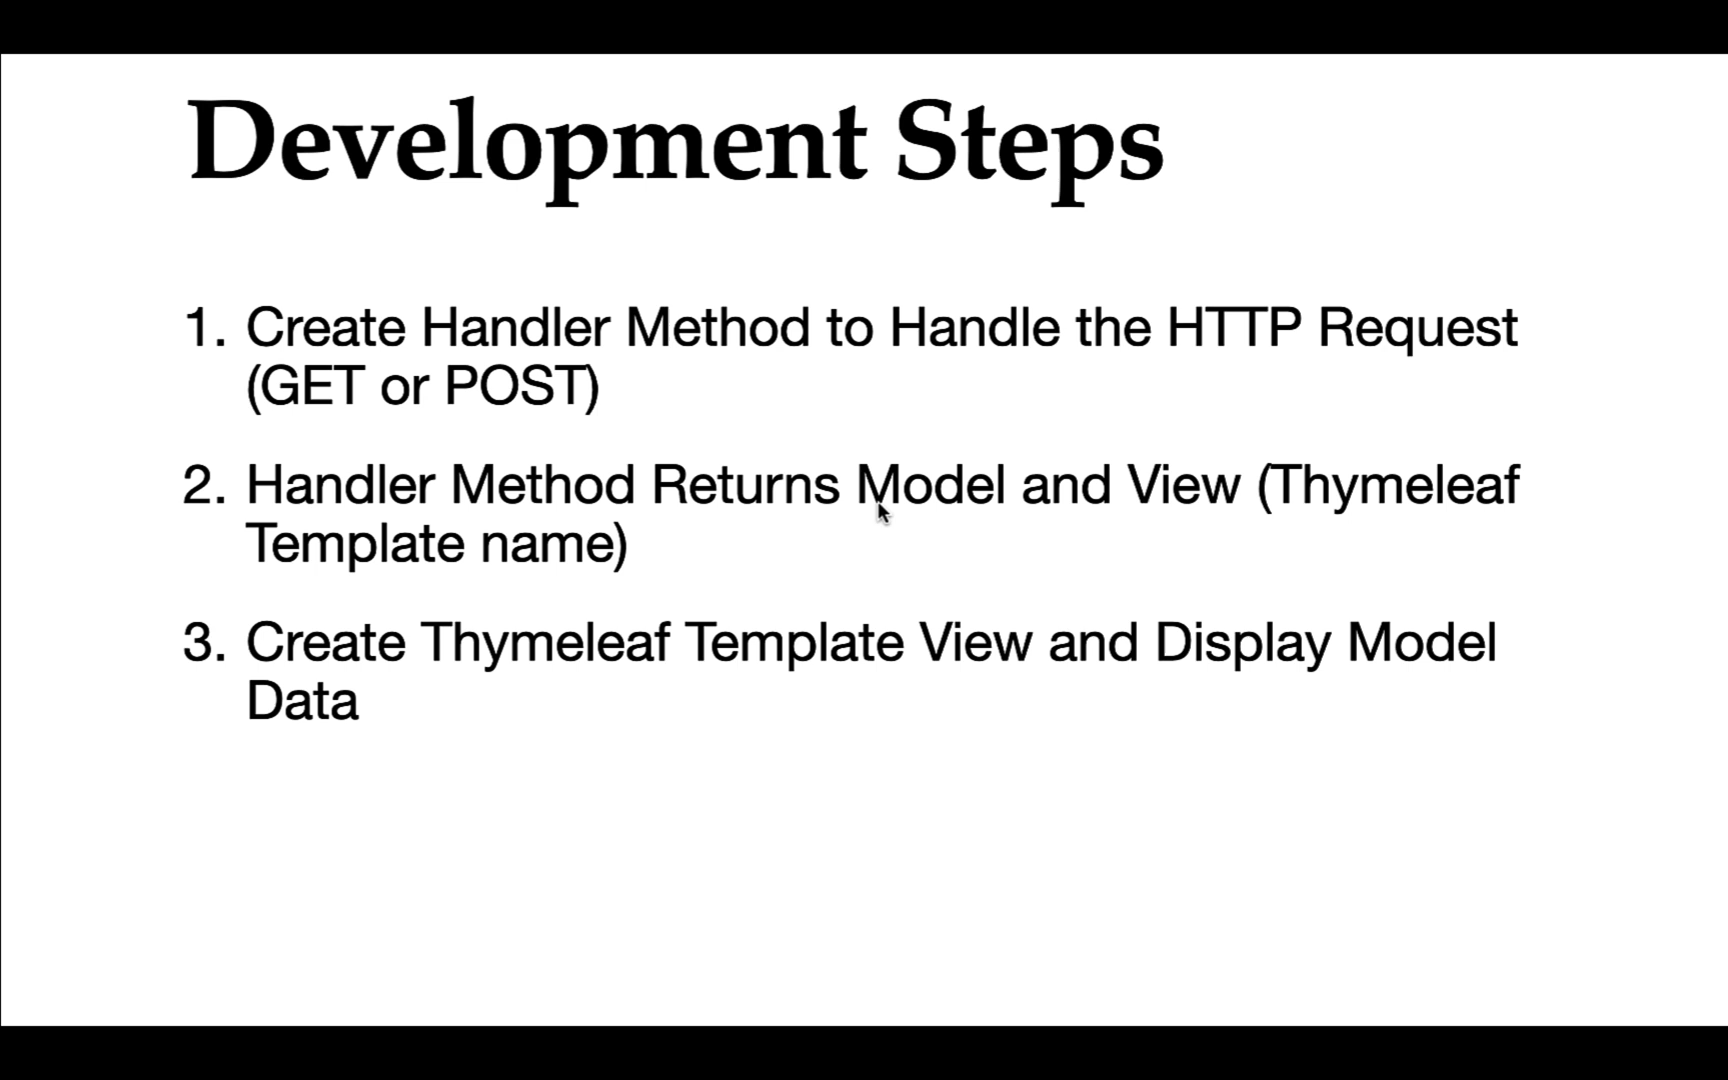 Development Steps
1. Create Handler Method to Handle the HTTP Request
(GET or POST)
2. Handler Method Returns Model and View (Thymeleaf
Template name)
3. Create Thymeleaf Template View and Display Model
Data